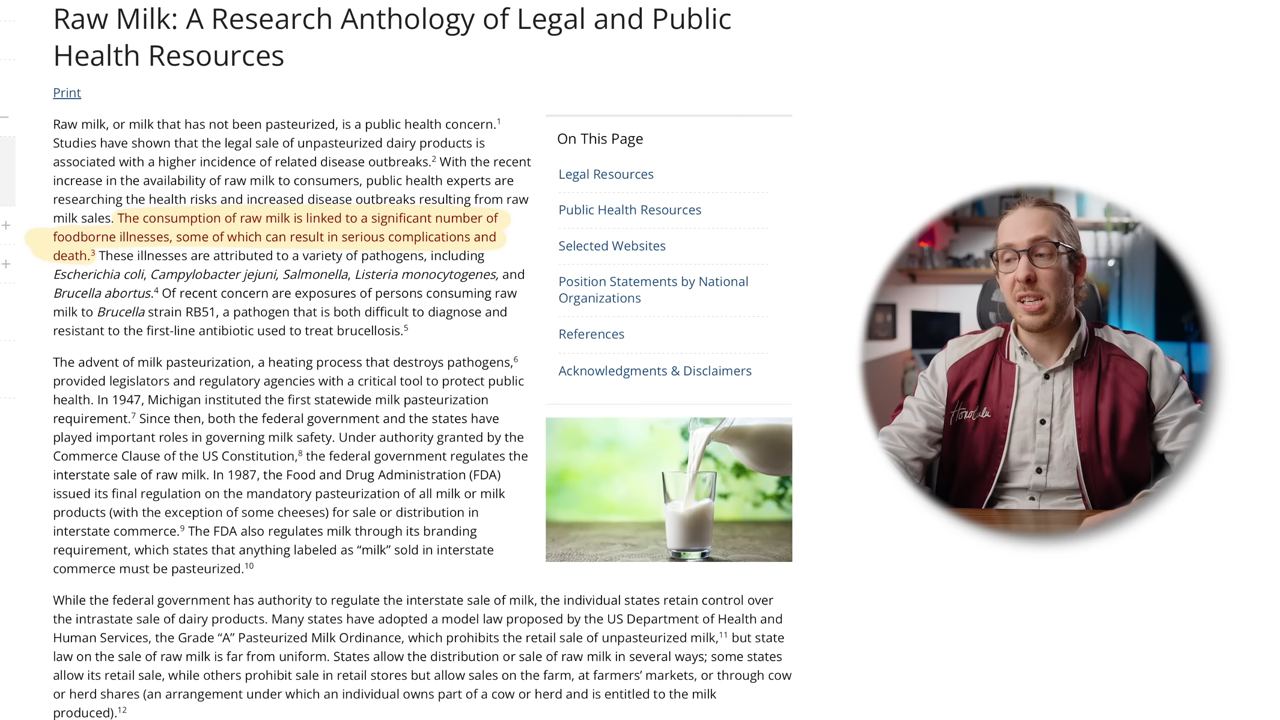 Raw Milk: A Research Anthology of Legal and Public
Health Resources
Print
Raw milk, or milk that has not been pasteurized, is a public health concern.1
Studies have shown that the legal sale of unpasteurized dairy products is
associated with a higher incidence of related disease outbreaks.2 With the recent
increase in the availability of raw milk to consumers, public health experts are
researching the health risks and increased disease outbreaks resulting from raw
milk sales. The consumption of raw milk is linked to a significant number of
foodborne illnesses, some of which can result in serious complications and
death.3 These illnesses are attributed to a variety of pathogens, including
Escherichia coli, Campylobacter jejuni, Salmonella, Listeria monocytogenes, and
Brucella abortus.4 Of recent concern are exposures of persons consuming raw
milk to Brucella strain RB51, a pathogen that is both difficult to diagnose and
resistant to the first-line antibiotic used to treat brucellosis.5
The advent of milk pasteurization, a heating process that destroys pathogens,6
provided legislators and regulatory agencies with a critical tool to protect public
health. In 1947, Michigan instituted the first statewide milk pasteurization
requirement.7 Since then, both the federal government and the states have
played important roles in governing milk safety. Under authority granted by the
Commerce Clause of the US Constitution,8 the federal government regulates the
interstate sale of raw milk. In 1987, the Food and Drug Administration (FDA)
issued its final regulation on the mandatory pasteurization of all milk or milk
products (with the exception of some cheeses) for sale or distribution in
interstate commerce.9 The FDA also regulates milk through its branding
requirement, which states that anything labeled as “milk” sold in interstate
commerce must be pasteurized.10
On This Page
Legal Resources
Public Health Resources
Selected Websites
Position Statements by National
Organizations
References
Acknowledgments & Disclaimers
While the federal government has authority to regulate the interstate sale of milk, the individual states retain control over
the intrastate sale of dairy products. Many states have adopted a model law proposed by the US Department of Health and
Human Services, the Grade “A” Pasteurized Milk Ordinance, which prohibits the retail sale of unpasteurized milk,11 but state
law on the sale of raw milk is far from uniform. States allow the distribution or sale of raw milk in several ways; some states
allow its retail sale, while others prohibit sale in retail stores but allow sales on the farm, at farmers’ markets, or through cow
or herd shares (an arrangement under which an individual owns part of a cow or herd and is entitled to the milk
produced).12
Honolulu